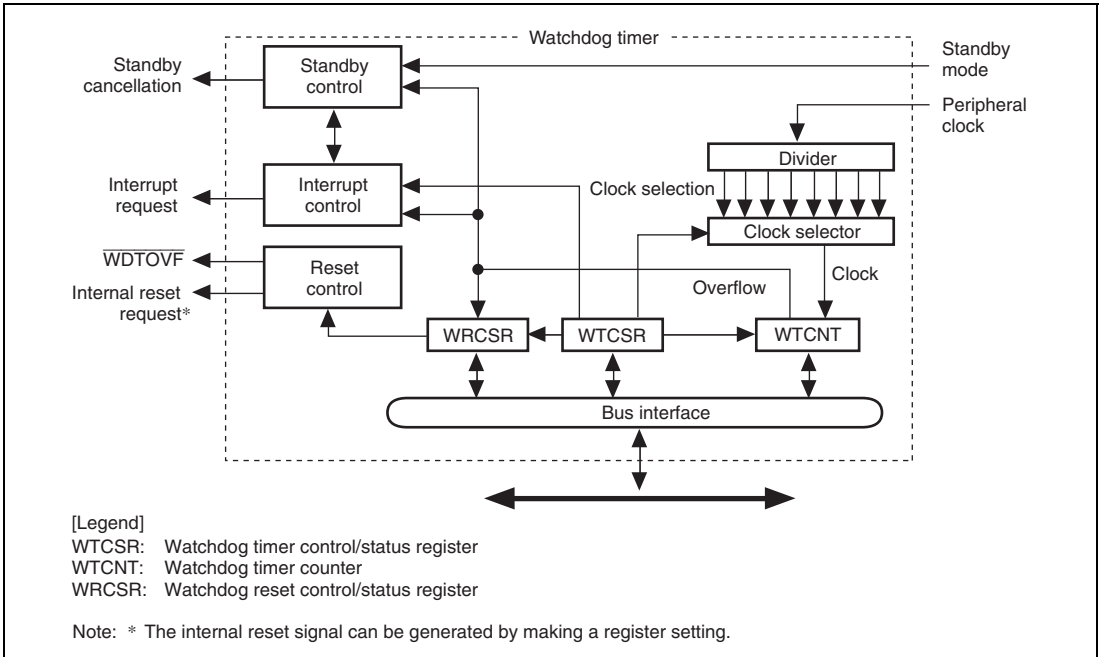 Watchdog timer
Standby
cancellation
Standby
control
Standby
mode
Peripheral
clock
Divider
Interrupt
request
Interrupt
control
Clock selection
Clock selector
WDTOVF
Internal reset
request*
Reset
control
Overflow
Clock
WRCSR
WTCSR
WTCNT
Bus interface
[Legend]
WTCSR: Watchdog timer control/status register
WTCNT: Watchdog timer counter
WRCSR: Watchdog reset control/status register
Note: * The internal reset signal can be generated by making a register setting.